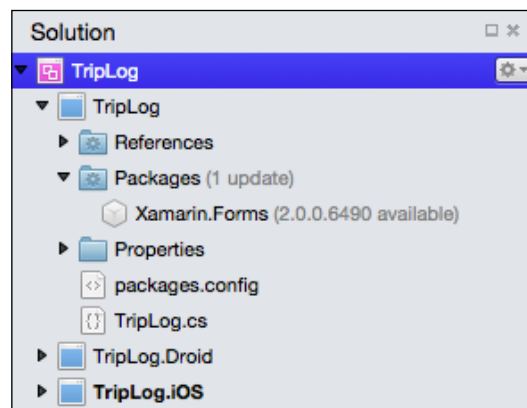 Solution
TripLog
TripLog
References
Packages (1 update)
Xamarin.Forms (2.0.0.6490 available)
Properties
packages.config
TripLog.cs
TripLog.Droid
TripLog.iOS